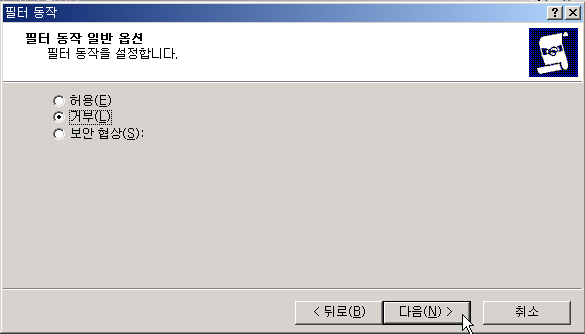 필터 동작
필터 동작 일반 옵션
필터 동작을 설정합니다.
허용(E)
거부(L)
보안 협상(S):
< 뒤로(B)
다음(N) >
취소